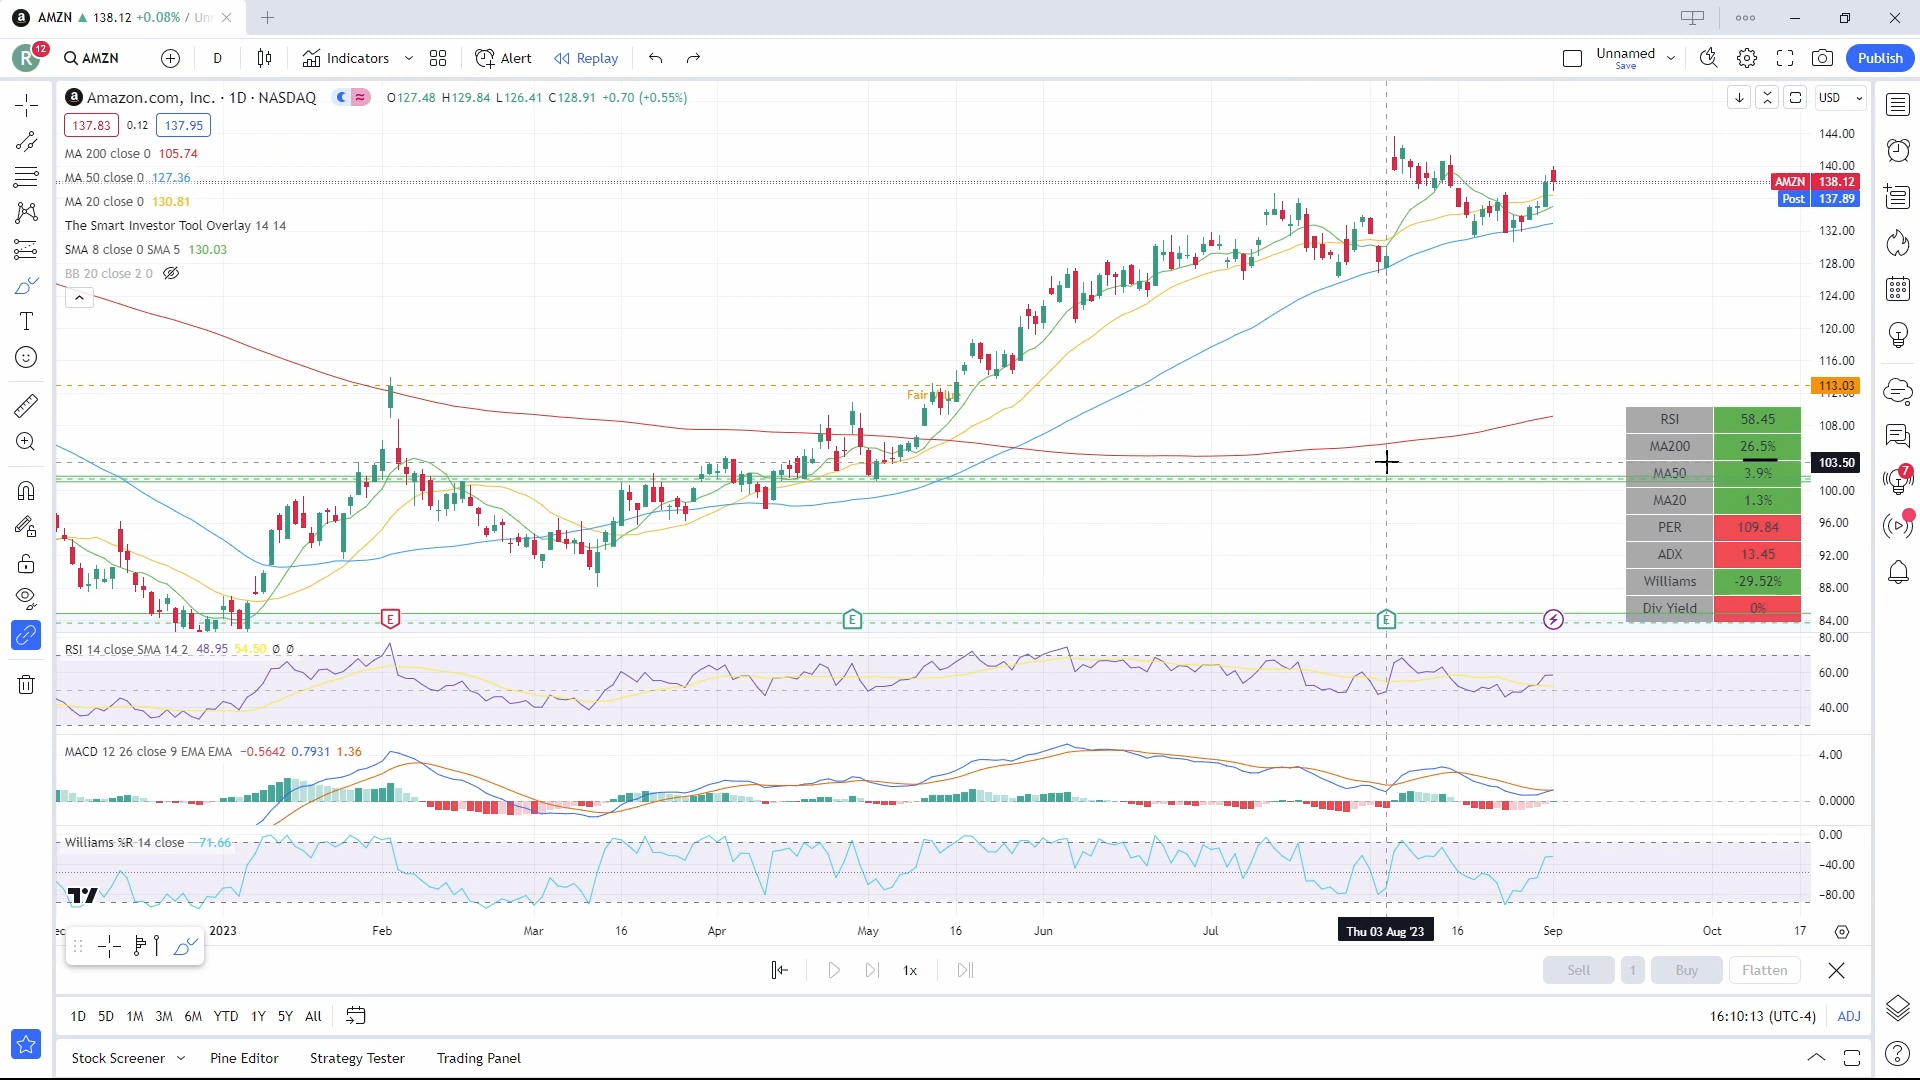 AMZN ▲ 138.12 +0.08% / Un
R 12 AMZN D Indicators Alert Replay Unnamed Save Publish
Amazon.com, Inc. · 1D · NASDAQ O127.48 H129.84 L126.41 C128.91 +0.70 (+0.55%) USD
137.83 0.12 137.95
MA 200 close 0 105.74
MA 50 close 0 127.36
MA 20 close 0 130.81
The Smart Investor Tool Overlay 14 14
SMA 8 close 0 SMA 5 130.03
BB 20 close 2 0
144.00
140.00
AMZN 138.12
Post 137.89
132.00
128.00
124.00
120.00
116.00
113.03
112.00
108.00
103.50
100.00
96.00
92.00
88.00
84.00
80.00
Fair Value
RSI 58.45
MA200 26.5%
MA50 3.9%
MA20 1.3%
PER 109.84
ADX 13.45
Williams -29.52%
Div Yield 0%
E E E
RSI 14 close SMA 14 2 48.95 54.50 Ø Ø
60.00
40.00
MACD 12 26 close 9 EMA EMA −0.5642 0.7931 1.36
4.00
0.0000
Williams %R 14 close −71.66
0.00
−40.00
−80.00
2023 Feb Mar 16 Apr May 16 Jun Jul Thu 03 Aug '23 16 Sep Oct 17
1x Sell 1 Buy Flatten
1D 5D 1M 3M 6M YTD 1Y 5Y All 16:10:13 (UTC-4) ADJ
Stock Screener Pine Editor Strategy Tester Trading Panel
7